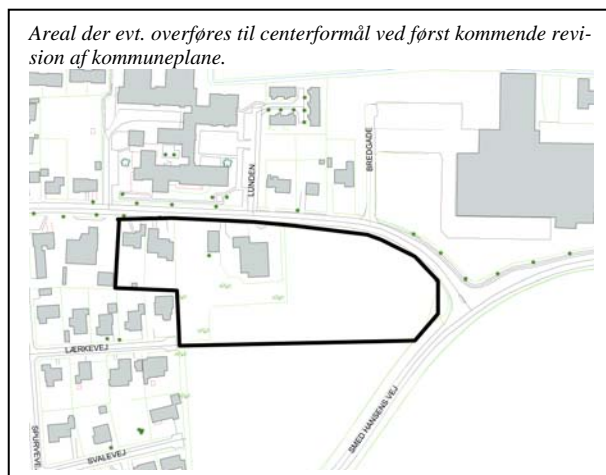 Areal der evt. overføres til centerformål ved først kommende revi-
sion af kommuneplane.
LUNDEN
BREDGADE
LÆRKEVEJ
SPURVEVEJ
SVALEVEJ
SMED HANSENS VEJ